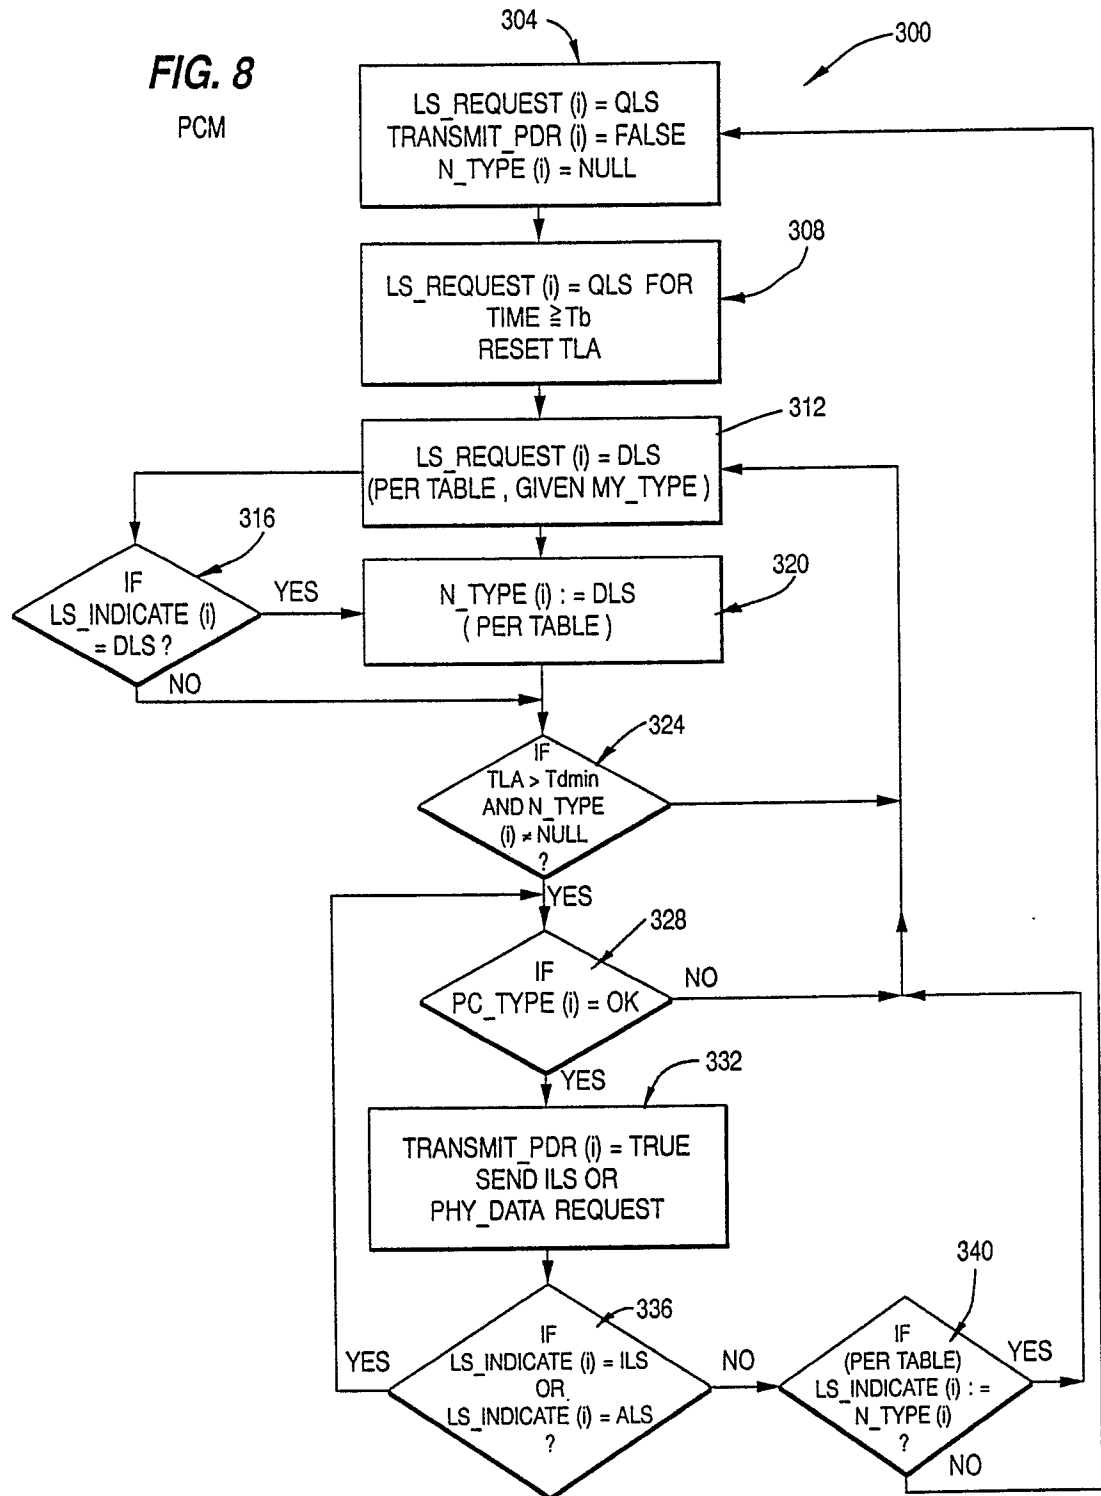 304
300
FIG. 8
PCM
LS_REQUEST (i) = QLS
TRANSMIT_PDR (i) = FALSE
N_TYPE (i) = NULL
308
LS_REQUEST (i) = QLS FOR
TIME ≧ Tb
RESET TLA
312
LS_REQUEST (i) = DLS
(PER TABLE , GIVEN MY_TYPE )
316
IF
LS_INDICATE (i)
= DLS ?
YES
NO
320
N_TYPE (i) : = DLS
( PER TABLE )
324
IF
TLA > Tdmin
AND N_TYPE
(i) ≠ NULL
?
YES
328
IF
PC_TYPE (i) = OK
NO
YES
332
TRANSMIT_PDR (i) = TRUE
SEND ILS OR
PHY_DATA REQUEST
336
IF
LS_INDICATE (i) = ILS
OR
LS_INDICATE (i) = ALS
?
YES
NO
340
IF
(PER TABLE)
LS_INDICATE (i) : =
N_TYPE (i)
?
YES
NO